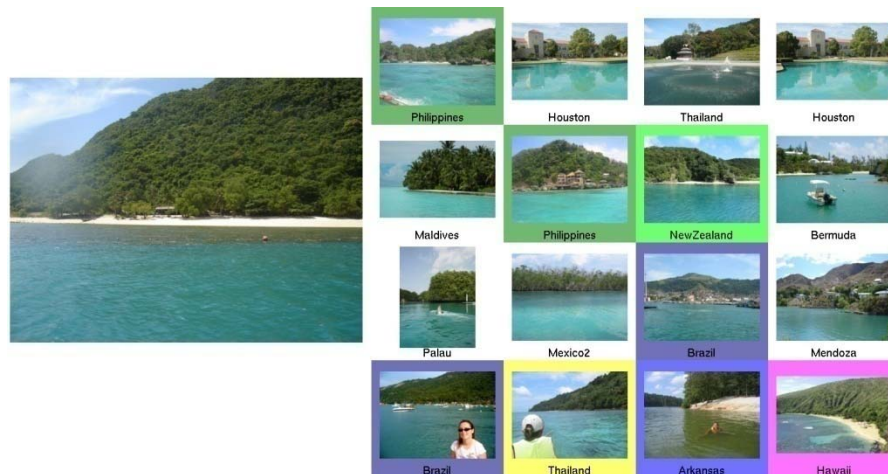 Philippines
Houston
Thailand
Houston
Maldives
Philippines
NewZealand
Bermuda
Palau
Mexico2
Brazil
Mendoza
Brazil
Thailand
Arkansas
Hawaii